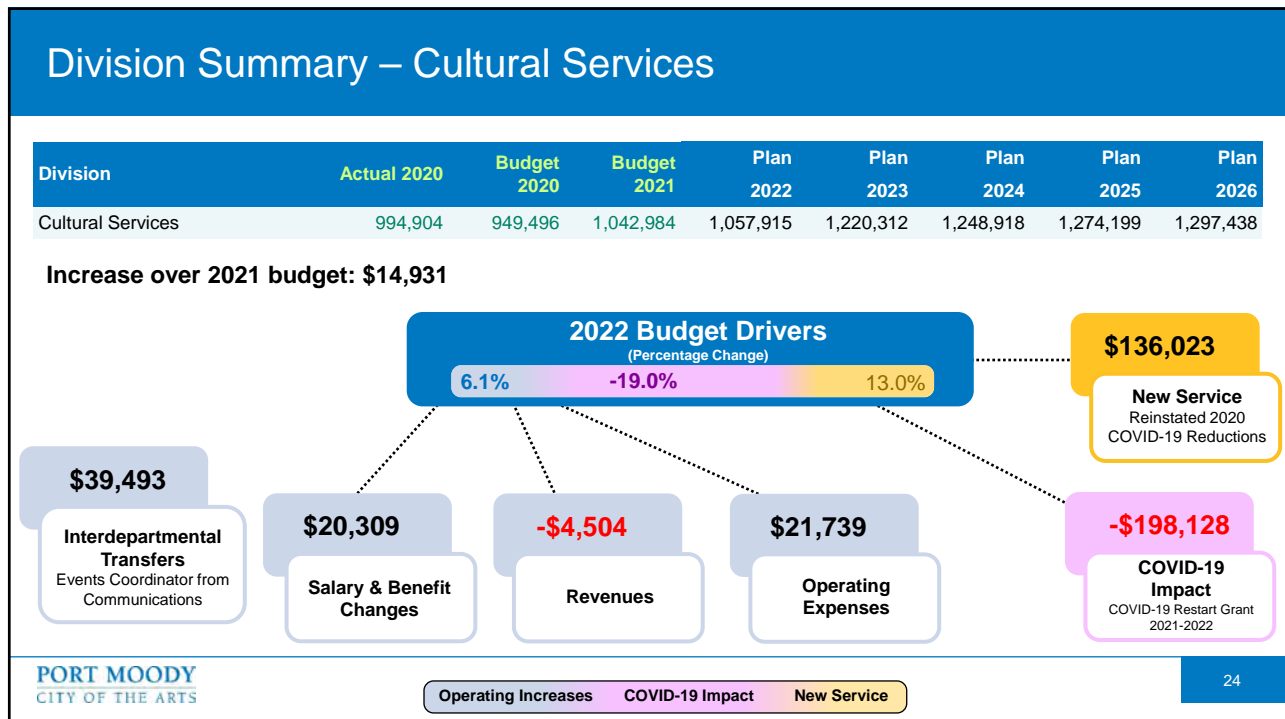 Division Summary – Cultural Services
Division Actual 2020 Budget 2020 Budget 2021 Plan 2022 Plan 2023 Plan 2024 Plan 2025 Plan 2026
Cultural Services 994,904 949,496 1,042,984 1,057,915 1,220,312 1,248,918 1,274,199 1,297,438
Increase over 2021 budget: $14,931
2022 Budget Drivers
(Percentage Change)
6.1% -19.0% 13.0%
$136,023
New Service
Reinstated 2020
COVID-19 Reductions
$39,493
Interdepartmental
Transfers
Events Coordinator from
Communications
$20,309
Salary & Benefit
Changes
-$4,504
Revenues
$21,739
Operating
Expenses
-$198,128
COVID-19
Impact
COVID-19 Restart Grant
2021-2022
PORT MOODY
CITY OF THE ARTS
Operating Increases COVID-19 Impact New Service
24